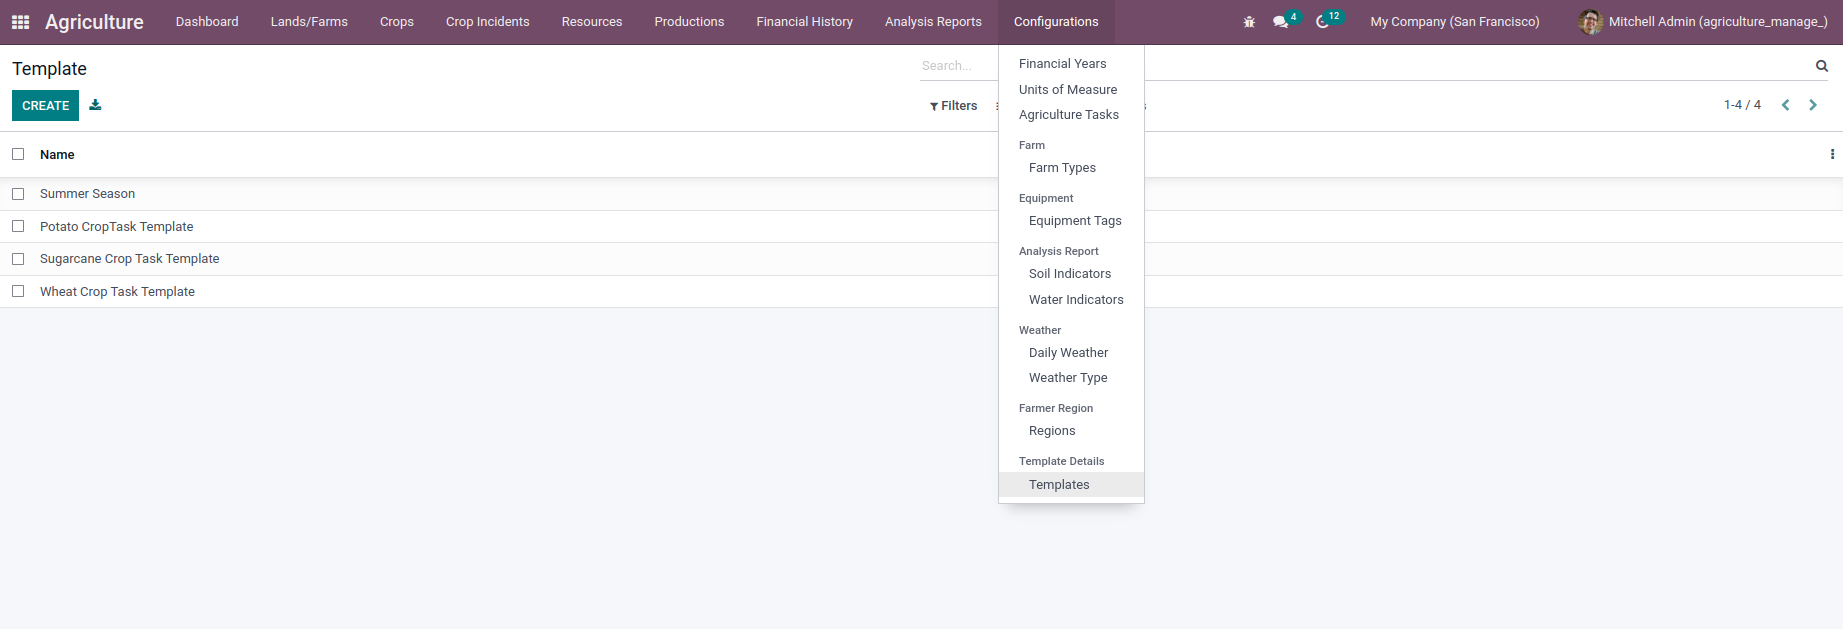 Agriculture Dashboard Lands/Farms Crops Crop Incidents Resources Productions Financial History Analysis Reports Configurations 4 12 My Company (San Francisco) Mitchell Admin (agriculture_manage_)
Template
Search...
CREATE
Filters
1-4 / 4
Name
Summer Season
Potato CropTask Template
Sugarcane Crop Task Template
Wheat Crop Task Template
Financial Years
Units of Measure
Agriculture Tasks
Farm
Farm Types
Equipment
Equipment Tags
Analysis Report
Soil Indicators
Water Indicators
Weather
Daily Weather
Weather Type
Farmer Region
Regions
Template Details
Templates